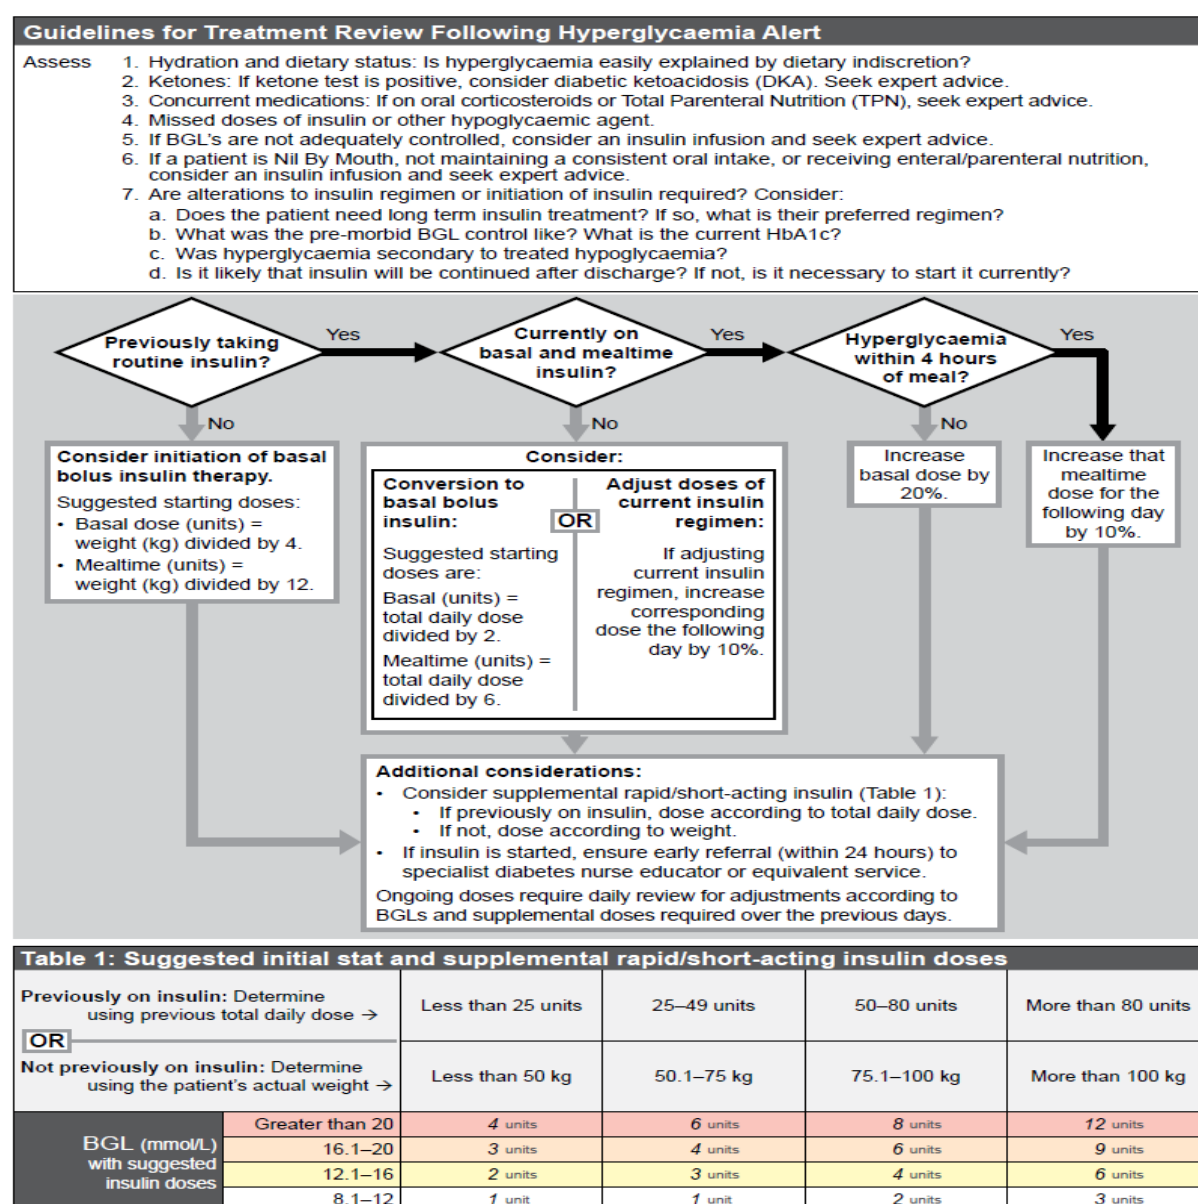 Guidelines for Treatment Review Following Hyperglycaemia Alert
Assess 1. Hydration and dietary status: Is hyperglycaemia easily explained by dietary indiscretion?
2. Ketones: If ketone test is positive, consider diabetic ketoacidosis (DKA). Seek expert advice.
3. Concurrent medications: If on oral corticosteroids or Total Parenteral Nutrition (TPN), seek expert advice.
4. Missed doses of insulin or other hypoglycaemic agent.
5. If BGL's are not adequately controlled, consider an insulin infusion and seek expert advice.
6. If a patient is Nil By Mouth, not maintaining a consistent oral intake, or receiving enteral/parenteral nutrition,
consider an insulin infusion and seek expert advice.
7. Are alterations to insulin regimen or initiation of insulin required? Consider:
a. Does the patient need long term insulin treatment? If so, what is their preferred regimen?
b. What was the pre-morbid BGL control like? What is the current HbA1c?
c. Was hyperglycaemia secondary to treated hypoglycaemia?
d. Is it likely that insulin will be continued after discharge? If not, is it necessary to start it currently?
Previously taking
routine insulin?
Yes
Currently on
basal and mealtime
insulin?
Yes
Hyperglycaemia
within 4 hours
of meal?
Yes
No
No
No
Consider initiation of basal
bolus insulin therapy.
Suggested starting doses:
• Basal dose (units) =
weight (kg) divided by 4.
• Mealtime (units) =
weight (kg) divided by 12.
Consider:
Conversion to
basal bolus
insulin:
Suggested starting
doses are:
Basal (units) =
total daily dose
divided by 2.
Mealtime (units) =
total daily dose
divided by 6.
OR
Adjust doses of
current insulin
regimen:
If adjusting
current insulin
regimen, increase
corresponding
dose the following
day by 10%.
Increase
basal dose by
20%.
Increase that
mealtime
dose for the
following day
by 10%.
Additional considerations:
• Consider supplemental rapid/short-acting insulin (Table 1):
• If previously on insulin, dose according to total daily dose.
• If not, dose according to weight.
• If insulin is started, ensure early referral (within 24 hours) to
specialist diabetes nurse educator or equivalent service.
Ongoing doses require daily review for adjustments according to
BGLs and supplemental doses required over the previous days.
Table 1: Suggested initial stat and supplemental rapid/short-acting insulin doses
Previously on insulin: Determine
using previous total daily dose →
Less than 25 units 25–49 units 50–80 units More than 80 units
OR
Not previously on insulin: Determine
using the patient's actual weight →
Less than 50 kg 50.1–75 kg 75.1–100 kg More than 100 kg
BGL (mmol/L)
with suggested
insulin doses
Greater than 20 4 units 6 units 8 units 12 units
16.1–20 3 units 4 units 6 units 9 units
12.1–16 2 units 3 units 4 units 6 units
8.1–12 1 unit 1 unit 2 units 3 units